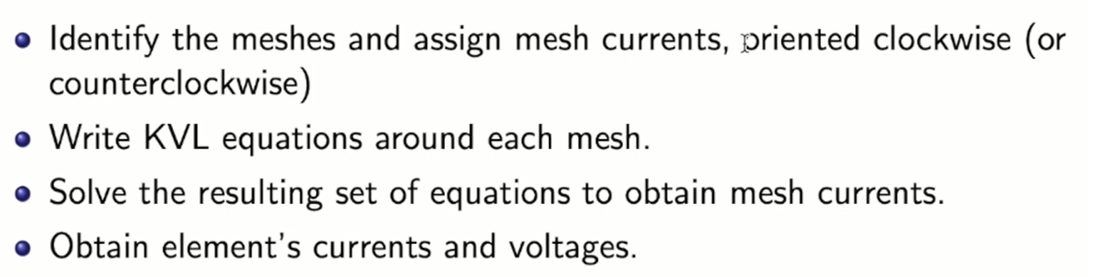 • Identify the meshes and assign mesh currents, oriented clockwise (or
counterclockwise)
• Write KVL equations around each mesh.
• Solve the resulting set of equations to obtain mesh currents.
• Obtain element's currents and voltages.